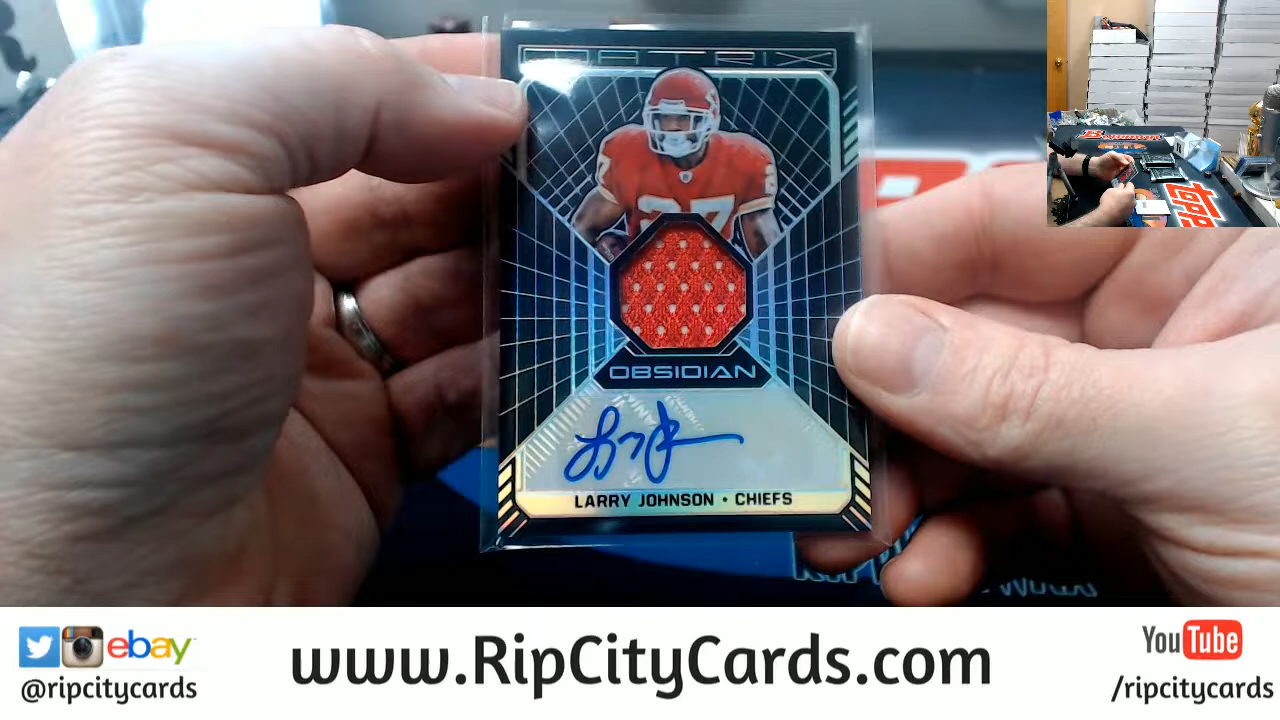 MATRIX
27
OBSIDIAN
LARRY JOHNSON • CHIEFS
ebay
@ripcitycards
www.RipCityCards.com
YouTube
/ripcitycards